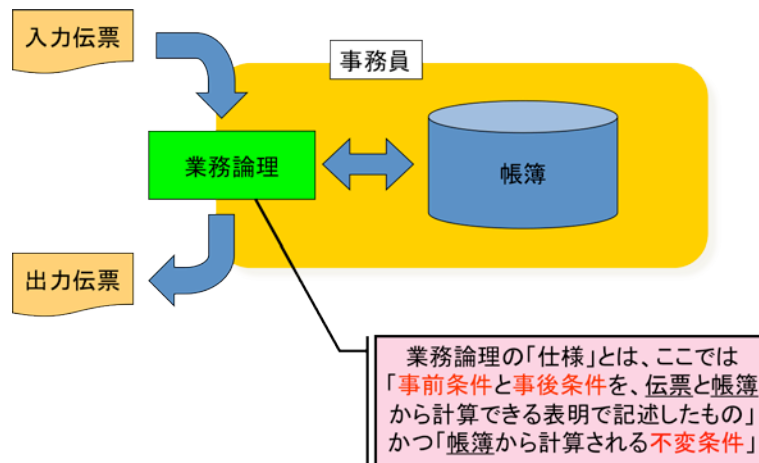 入力伝票
事務員
業務論理
帳簿
出力伝票
業務論理の「仕様」とは、ここでは
「事前条件と事後条件を、伝票と帳簿
から計算できる表明で記述したもの」
かつ「帳簿から計算される不変条件」